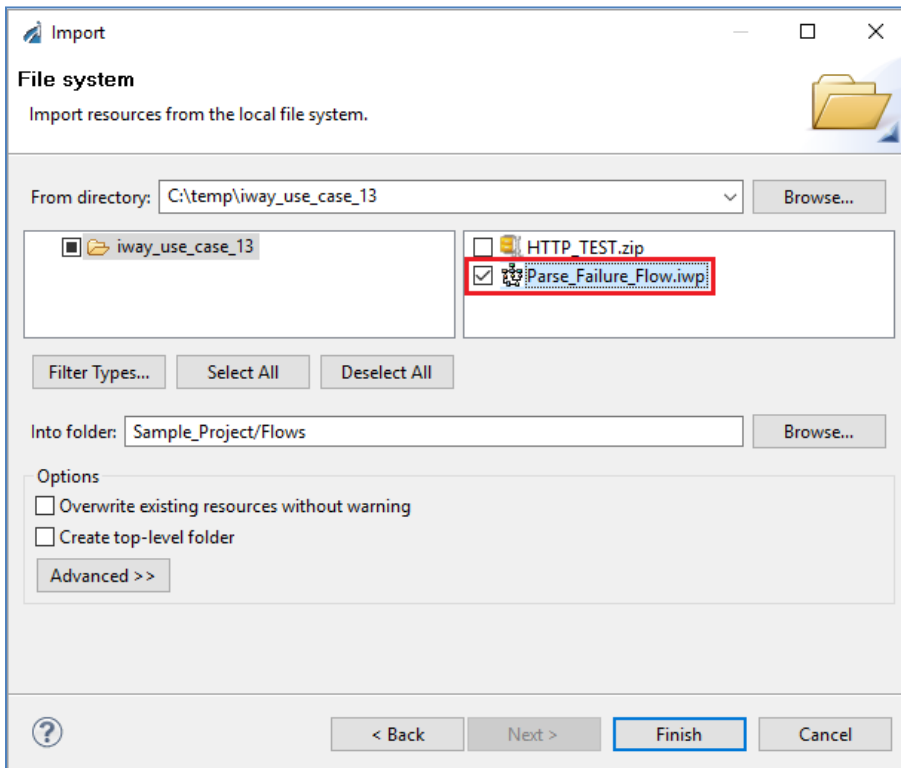 Import
File system
Import resources from the local file system.
From directory: C:\temp\iway_use_case_13 Browse...
iway_use_case_13
HTTP_TEST.zip
Parse_Failure_Flow.iwp
Filter Types... Select All Deselect All
Into folder: Sample_Project/Flows Browse...
Options
Overwrite existing resources without warning
Create top-level folder
Advanced >>
? < Back Next > Finish Cancel